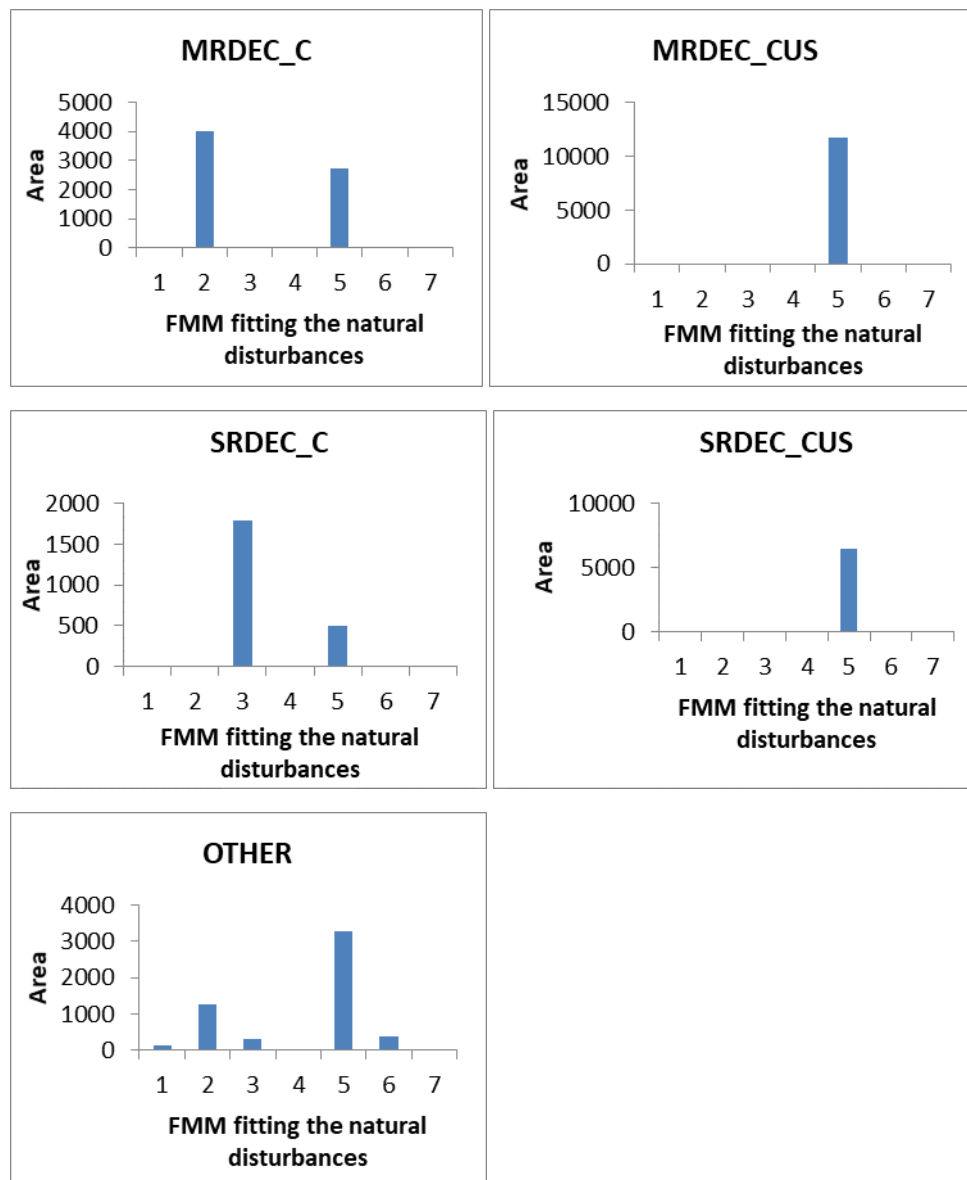 MRDEC_C
5000
4000
3000
2000
1000
0
Area
1 2 3 4 5 6 7
FMM fitting the natural
disturbances
MRDEC_CUS
15000
10000
5000
0
Area
1 2 3 4 5 6 7
FMM fitting the natural
disturbances
SRDEC_C
2000
1500
1000
500
0
Area
1 2 3 4 5 6 7
FMM fitting the natural
disturbances
SRDEC_CUS
10000
5000
0
Area
1 2 3 4 5 6 7
FMM fitting the natural
disturbances
OTHER
4000
3000
2000
1000
0
Area
1 2 3 4 5 6 7
FMM fitting the natural
disturbances